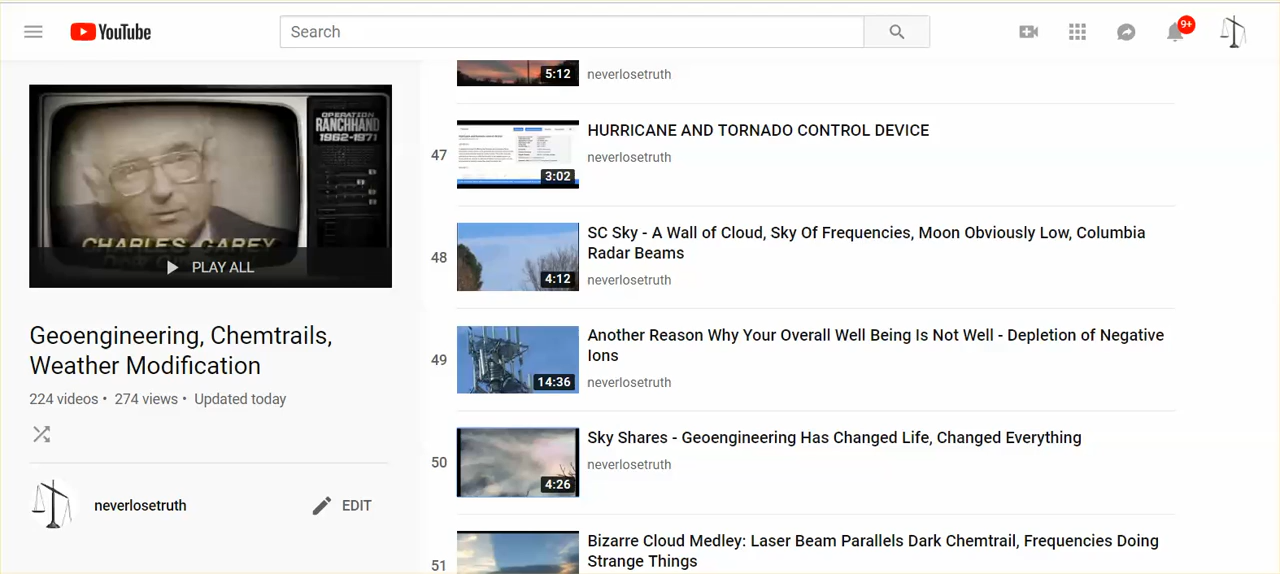 YouTube
Search
9+
OPERATION
RANCHHAND
1962-1971
CHARLES GAREY
PLAY ALL
Geoengineering, Chemtrails,
Weather Modification
224 videos • 274 views • Updated today
neverlosetruth
EDIT
5:12
neverlosetruth
47
3:02
HURRICANE AND TORNADO CONTROL DEVICE
neverlosetruth
48
4:12
SC Sky - A Wall of Cloud, Sky Of Frequencies, Moon Obviously Low, Columbia
Radar Beams
neverlosetruth
49
14:36
Another Reason Why Your Overall Well Being Is Not Well - Depletion of Negative
Ions
neverlosetruth
50
4:26
Sky Shares - Geoengineering Has Changed Life, Changed Everything
neverlosetruth
51
Bizarre Cloud Medley: Laser Beam Parallels Dark Chemtrail, Frequencies Doing
Strange Things